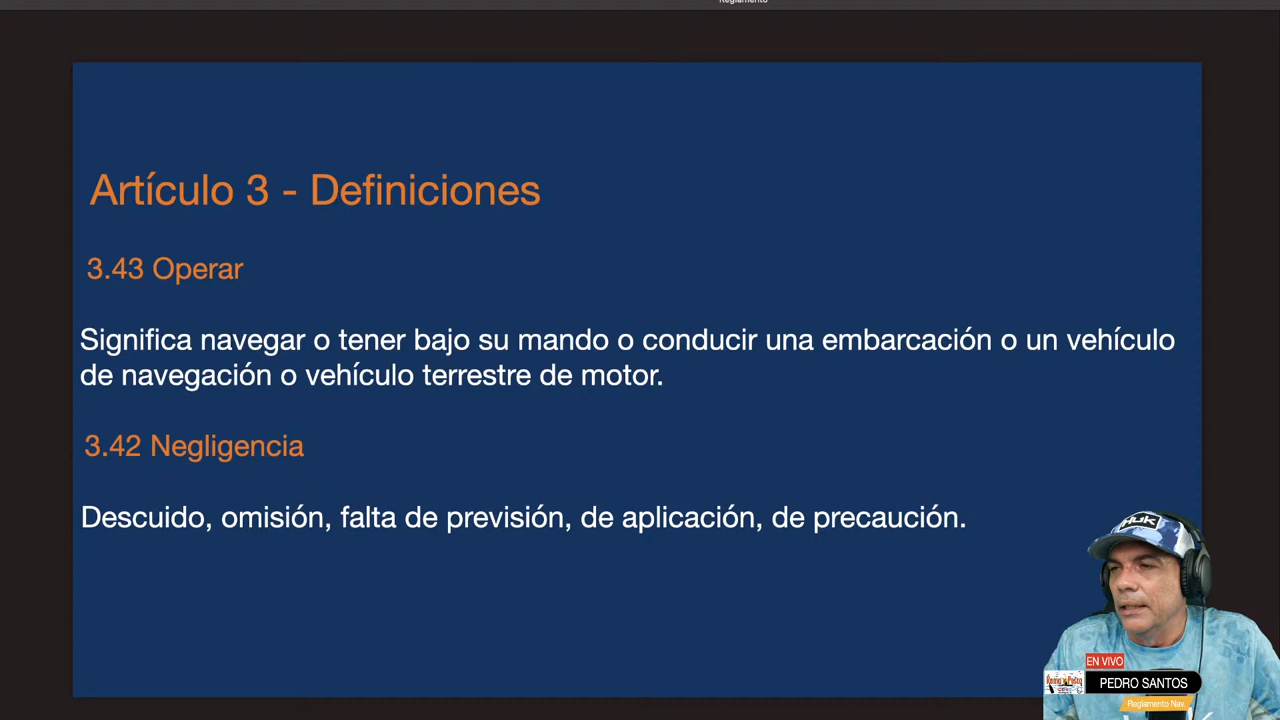 Reglamento
Artículo 3 - Definiciones
3.43 Operar
Significa navegar o tener bajo su mando o conducir una embarcación o un vehículo
de navegación o vehículo terrestre de motor.
3.42 Negligencia
Descuido, omisión, falta de previsión, de aplicación, de precaución.
Huk
EN VIVO
PEDRO SANTOS
Reglamento Nav.